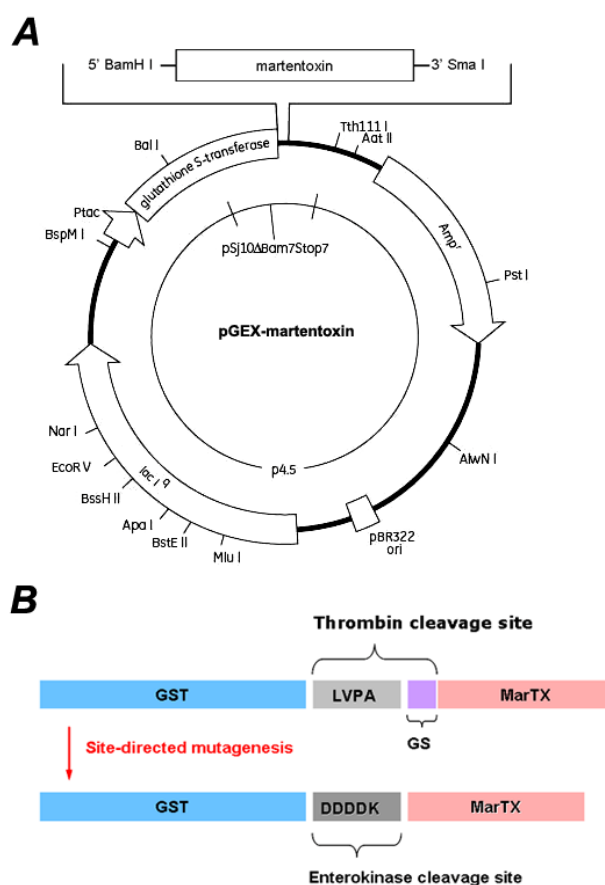 A
5' BamH I
martentoxin
3' Sma I
Tth111 I
Aat II
Bal I
glutathione S-transferase
Ptac
BspM I
pSj10ΔBam7Stop7
Ampʳ
Pst I
pGEX-martentoxin
Nar I
EcoR V
BssH II
Apa I
BstE II
Mlu I
lac I q
p4.5
AlwN I
pBR322
ori
B
Thrombin cleavage site
GST
LVPA
MarTX
GS
Site-directed mutagenesis
GST
DDDDK
MarTX
Enterokinase cleavage site